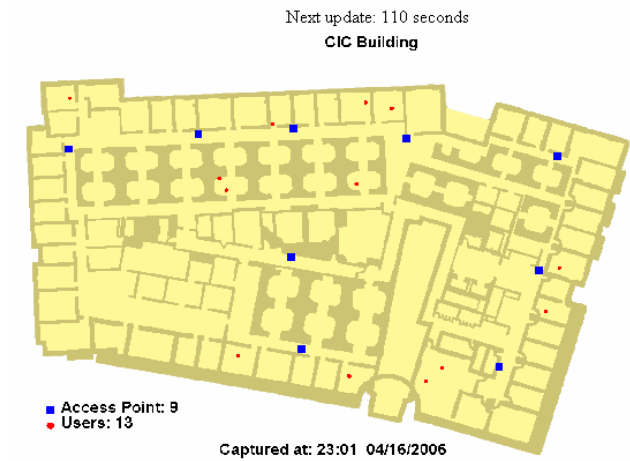 Next update: 110 seconds
CIC Building
Access Point: 9
Users: 13
Captured at: 23:01 04/16/2006